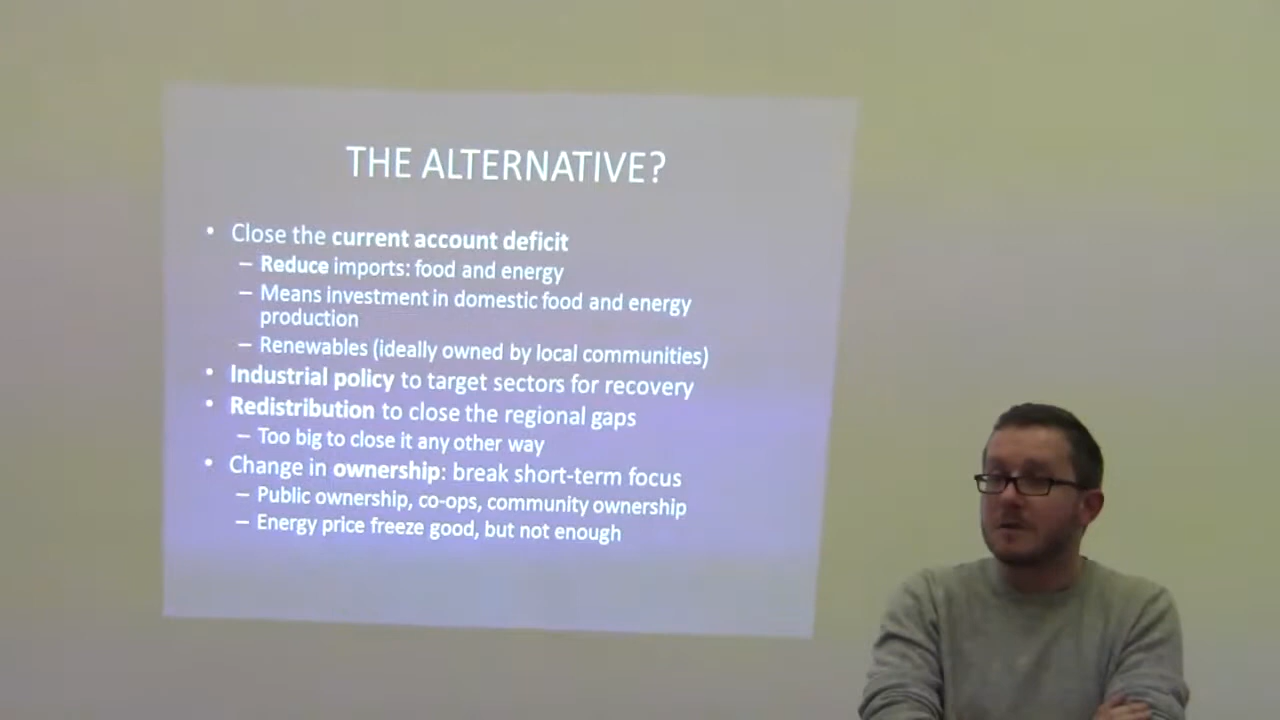 THE ALTERNATIVE?
• Close the current account deficit
– Reduce imports: food and energy
– Means investment in domestic food and energy
production
– Renewables (ideally owned by local communities)
• Industrial policy to target sectors for recovery
• Redistribution to close the regional gaps
– Too big to close it any other way
• Change in ownership: break short-term focus
– Public ownership, co-ops, community ownership
– Energy price freeze good, but not enough